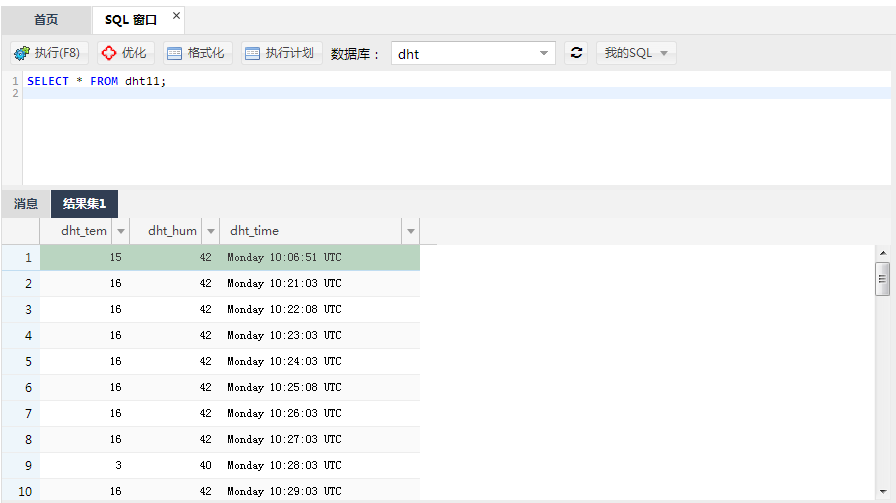 首页 SQL 窗口
执行(F8) 优化 格式化 执行计划 数据库： dht 我的SQL
1 SELECT * FROM dht11;
2
消息 结果集1
dht_tem dht_hum dht_time
1 15 42 Monday 10:06:51 UTC
2 16 42 Monday 10:21:03 UTC
3 16 42 Monday 10:22:08 UTC
4 16 42 Monday 10:23:03 UTC
5 16 42 Monday 10:24:03 UTC
6 16 42 Monday 10:25:08 UTC
7 16 42 Monday 10:26:03 UTC
8 16 42 Monday 10:27:03 UTC
9 3 40 Monday 10:28:03 UTC
10 16 42 Monday 10:29:03 UTC